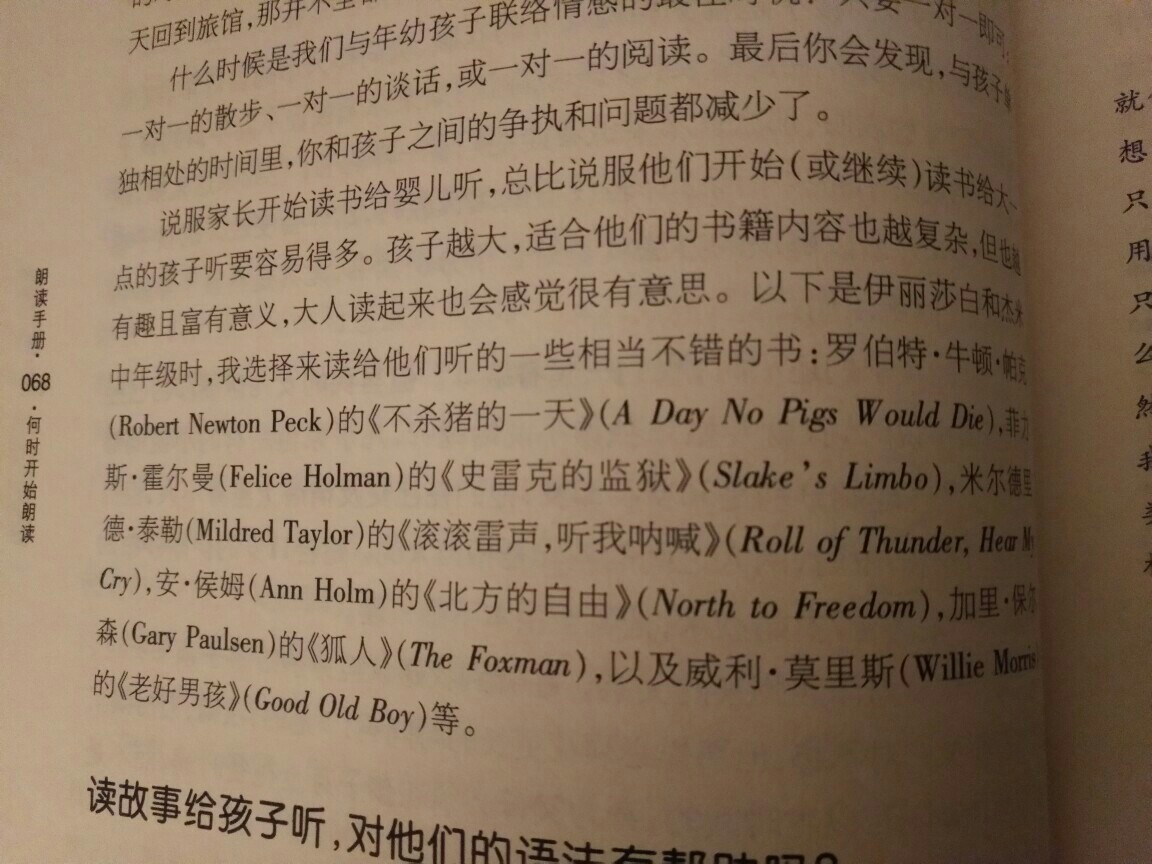 天回到旅馆,那并不
什么时候是我们与年幼孩子联络情感的最佳时机?只要一对一即可:
一对一的散步、一对一的谈话,或一对一的阅读。最后你会发现,与孩子单
独相处的时间里,你和孩子之间的争执和问题都减少了。
说服家长开始读书给婴儿听,总比说服他们开始(或继续)读书给大一
点的孩子听要容易得多。孩子越大,适合他们的书籍内容也越复杂,但也越
有趣且富有意义,大人读起来也会感觉很有意思。以下是伊丽莎白和杰米
中年级时,我选择来读给他们听的一些相当不错的书:罗伯特·牛顿·帕克
(Robert Newton Peck)的《不杀猪的一天》(A Day No Pigs Would Die),菲力
斯·霍尔曼(Felice Holman)的《史雷克的监狱》(Slake's Limbo),米尔德里
德·泰勒(Mildred Taylor)的《滚滚雷声,听我呐喊》(Roll of Thunder, Hear My
Cry),安·侯姆(Ann Holm)的《北方的自由》(North to Freedom),加里·保尔
森(Gary Paulsen)的《狐人》(The Foxman),以及威利·莫里斯(Willie Morris
的《老好男孩》(Good Old Boy)等。
读故事给孩子听,对他们的语法有帮助吗?
朗读手册·068·何时开始朗读
就
想
只
用
只
么
然
我